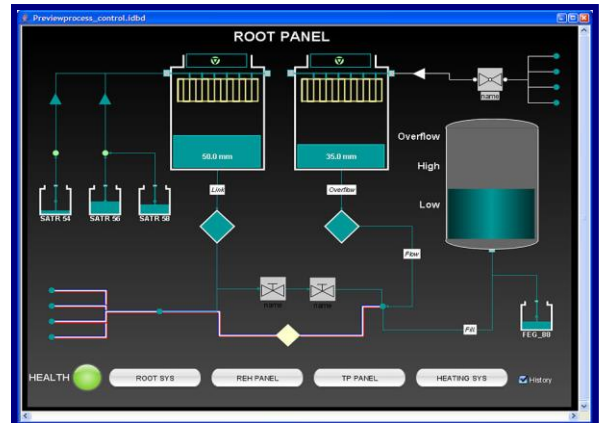 Previewprocess_control.idbd
ROOT PANEL
name
Overflow
High
Low
50.0 mm
35.0 mm
Link
Overflow
SATR 54
SATR 56
SATR 58
Flow
name
name
Fill
FEG_00
HEALTH
ROOT SYS
REH PANEL
TP PANEL
HEATING SYS
History